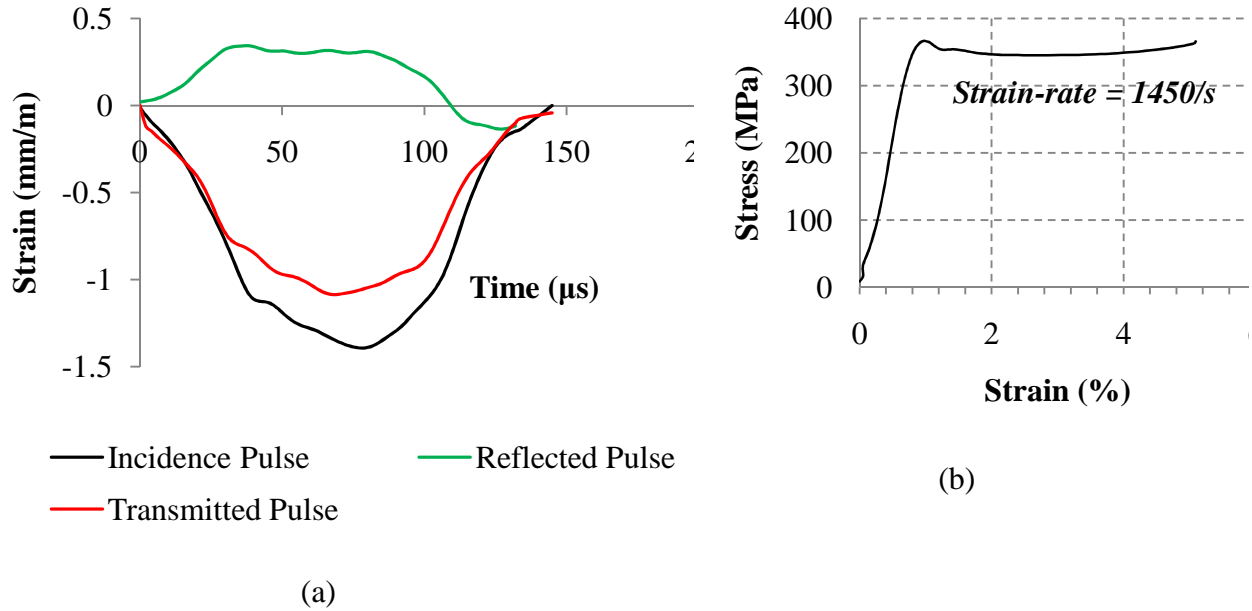 0.5
0
-0.5
-1
-1.5
0
50
100
150
2
Strain (mm/m)
Time (μs)
Incidence Pulse
Reflected Pulse
Transmitted Pulse
(a)
400
300
200
100
0
0
2
4
Stress (MPa)
Strain-rate = 1450/s
Strain (%)
(b)